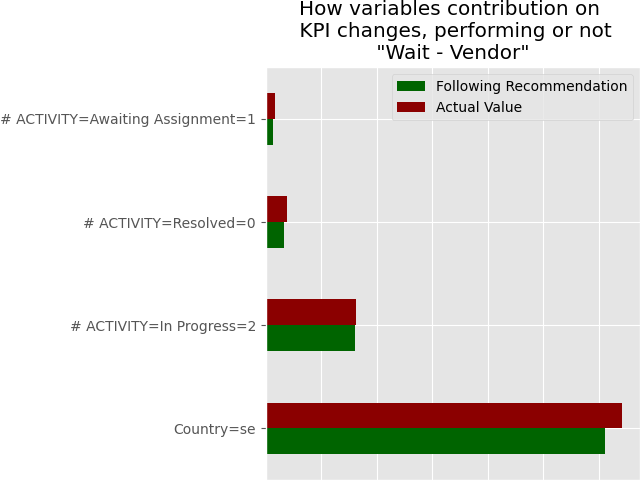 How variables contribution on
KPI changes, performing or not
"Wait - Vendor"
Following Recommendation
Actual Value
# ACTIVITY=Awaiting Assignment=1
# ACTIVITY=Resolved=0
# ACTIVITY=In Progress=2
Country=se